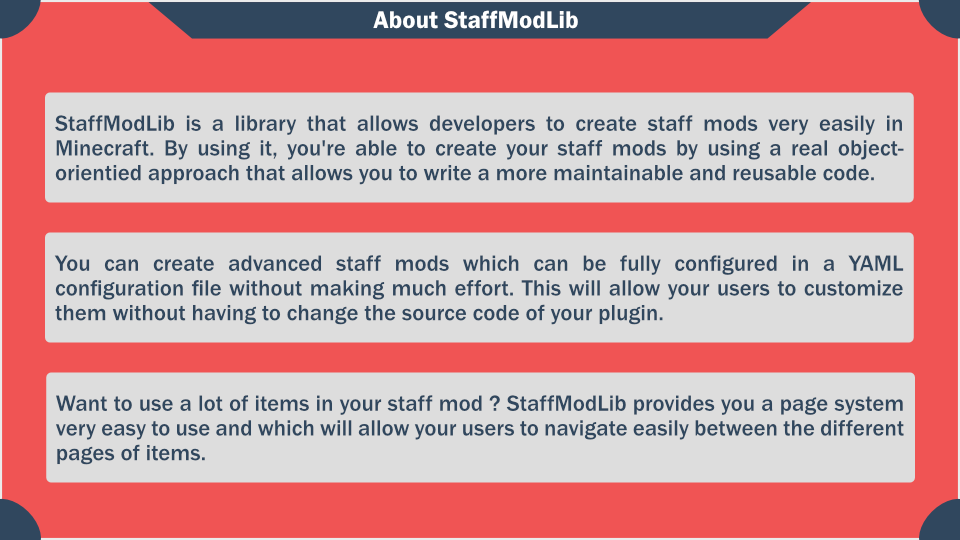 About StaffModLib
StaffModLib is a library that allows developers to create staff mods very easily in
Minecraft. By using it, you're able to create your staff mods by using a real object-
orientied approach that allows you to write a more maintainable and reusable code.
You can create advanced staff mods which can be fully configured in a YAML
configuration file without making much effort. This will allow your users to customize
them without having to change the source code of your plugin.
Want to use a lot of items in your staff mod ? StaffModLib provides you a page system
very easy to use and which will allow your users to navigate easily between the different
pages of items.